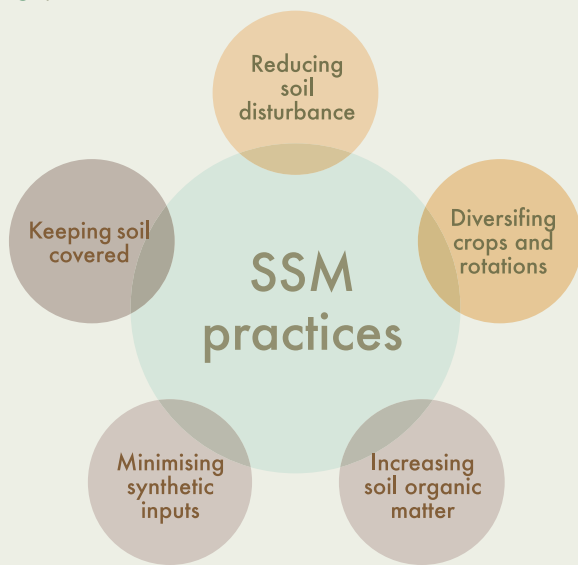 Reducing
soil
disturbance
Keeping soil
covered
Diversifing
crops and
rotations
SSM
practices
Minimising
synthetic
inputs
Increasing
soil organic
matter